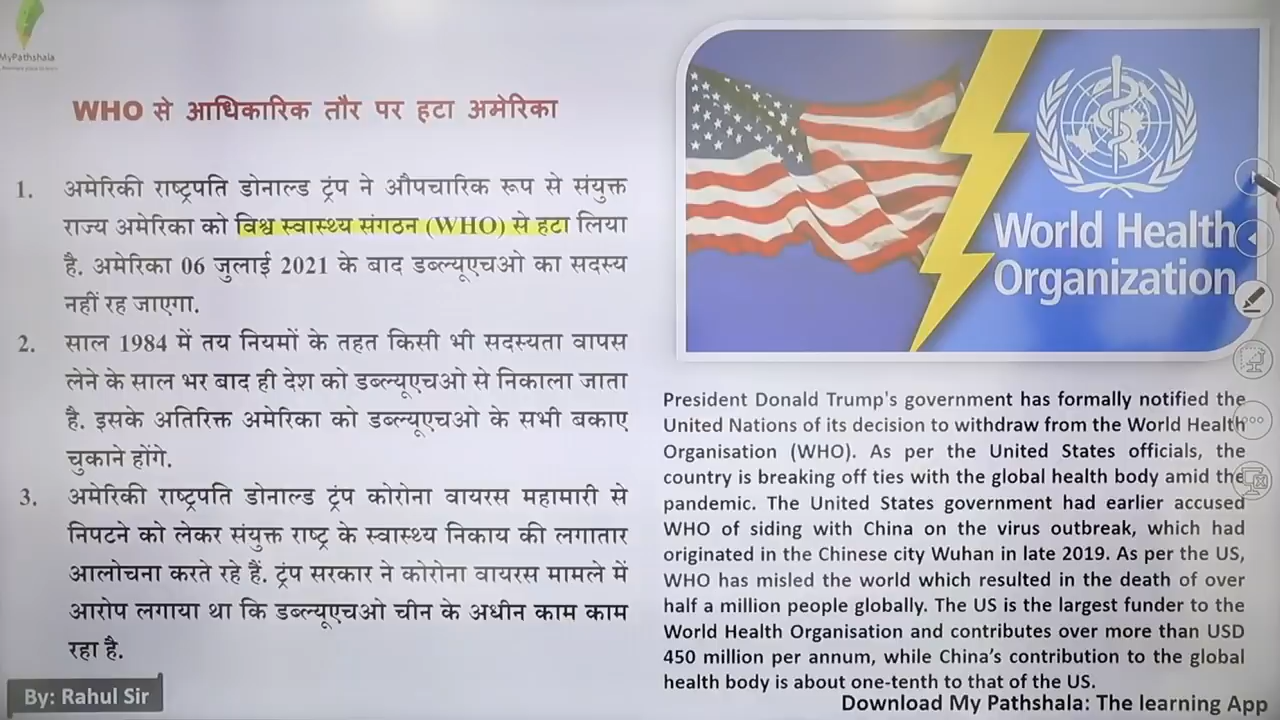 MyPathshala
WHO से आधिकारिक तौर पर हटा अमेरिका
1. अमेरिकी राष्ट्रपति डोनाल्ड ट्रंप ने औपचारिक रूप से संयुक्त
राज्य अमेरिका को विश्व स्वास्थ्य संगठन (WHO) से हटा लिया
है. अमेरिका 06 जुलाई 2021 के बाद डब्ल्यूएचओ का सदस्य
नहीं रह जाएगा.
2. साल 1984 में तय नियमों के तहत किसी भी सदस्यता वापस
लेने के साल भर बाद ही देश को डब्ल्यूएचओ से निकाला जाता
है. इसके अतिरिक्त अमेरिका को डब्ल्यूएचओ के सभी बकाए
चुकाने होंगे.
3. अमेरिकी राष्ट्रपति डोनाल्ड ट्रंप कोरोना वायरस महामारी से
निपटने को लेकर संयुक्त राष्ट्र के स्वास्थ्य निकाय की लगातार
आलोचना करते रहे हैं. ट्रंप सरकार ने कोरोना वायरस मामले में
आरोप लगाया था कि डब्ल्यूएचओ चीन के अधीन काम काम
रहा है.
By: Rahul Sir
World Health
Organization
President Donald Trump's government has formally notified the
United Nations of its decision to withdraw from the World Health
Organisation (WHO). As per the United States officials, the
country is breaking off ties with the global health body amid the
pandemic. The United States government had earlier accused
WHO of siding with China on the virus outbreak, which had
originated in the Chinese city Wuhan in late 2019. As per the US,
WHO has misled the world which resulted in the death of over
half a million people globally. The US is the largest funder to the
World Health Organisation and contributes over more than USD
450 million per annum, while China's contribution to the global
health body is about one-tenth to that of the US.
Download My Pathshala: The learning App